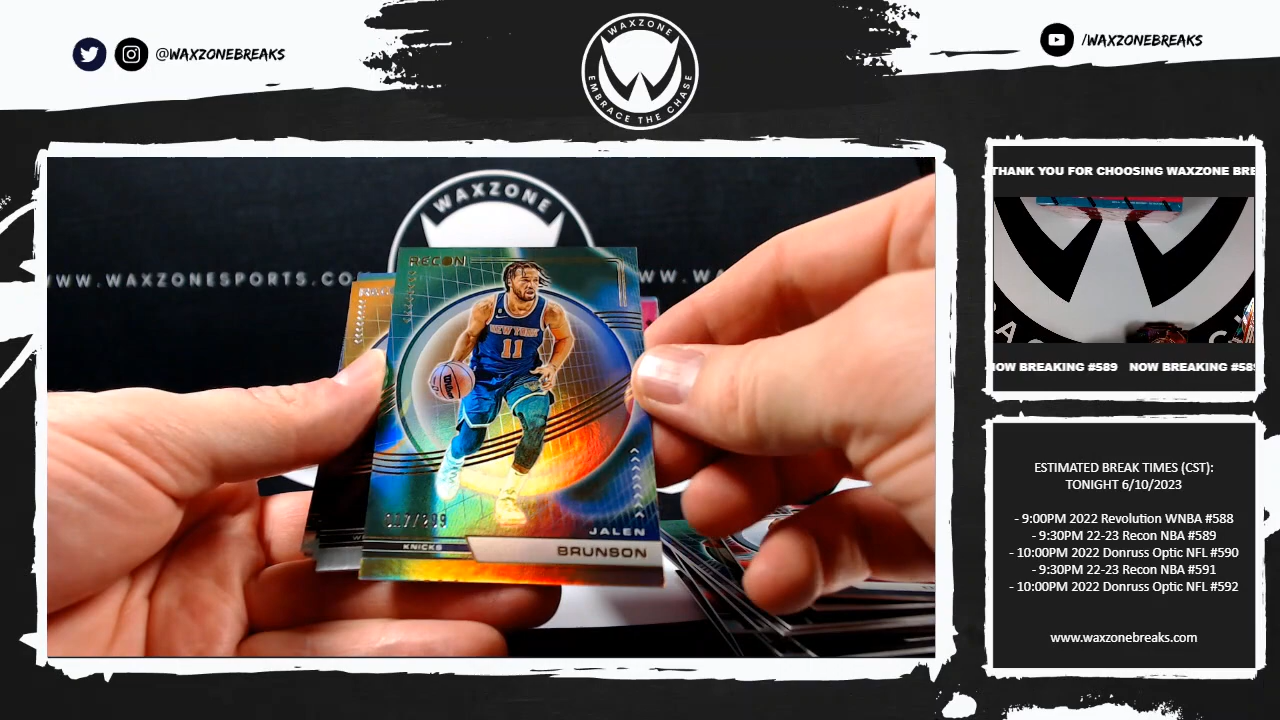 @WAXZONEBREAKS
WAXZONE
EMBRACE THE CHASE
/WAXZONEBREAKS
WAXZONE
WW.WAXZONESPORTS.CO
RECON
NEW YORK
11
KNICKS
JALEN
BRUNSON
THANK YOU FOR CHOOSING WAXZONE BRE
NOW BREAKING #589 NOW BREAKING #589
ESTIMATED BREAK TIMES (CST):
TONIGHT 6/10/2023
- 9:00PM 2022 Revolution WNBA #588
- 9:30PM 22-23 Recon NBA #589
- 10:00PM 2022 Donruss Optic NFL #590
- 9:30PM 22-23 Recon NBA #591
- 10:00PM 2022 Donruss Optic NFL #592
www.waxzonebreaks.com